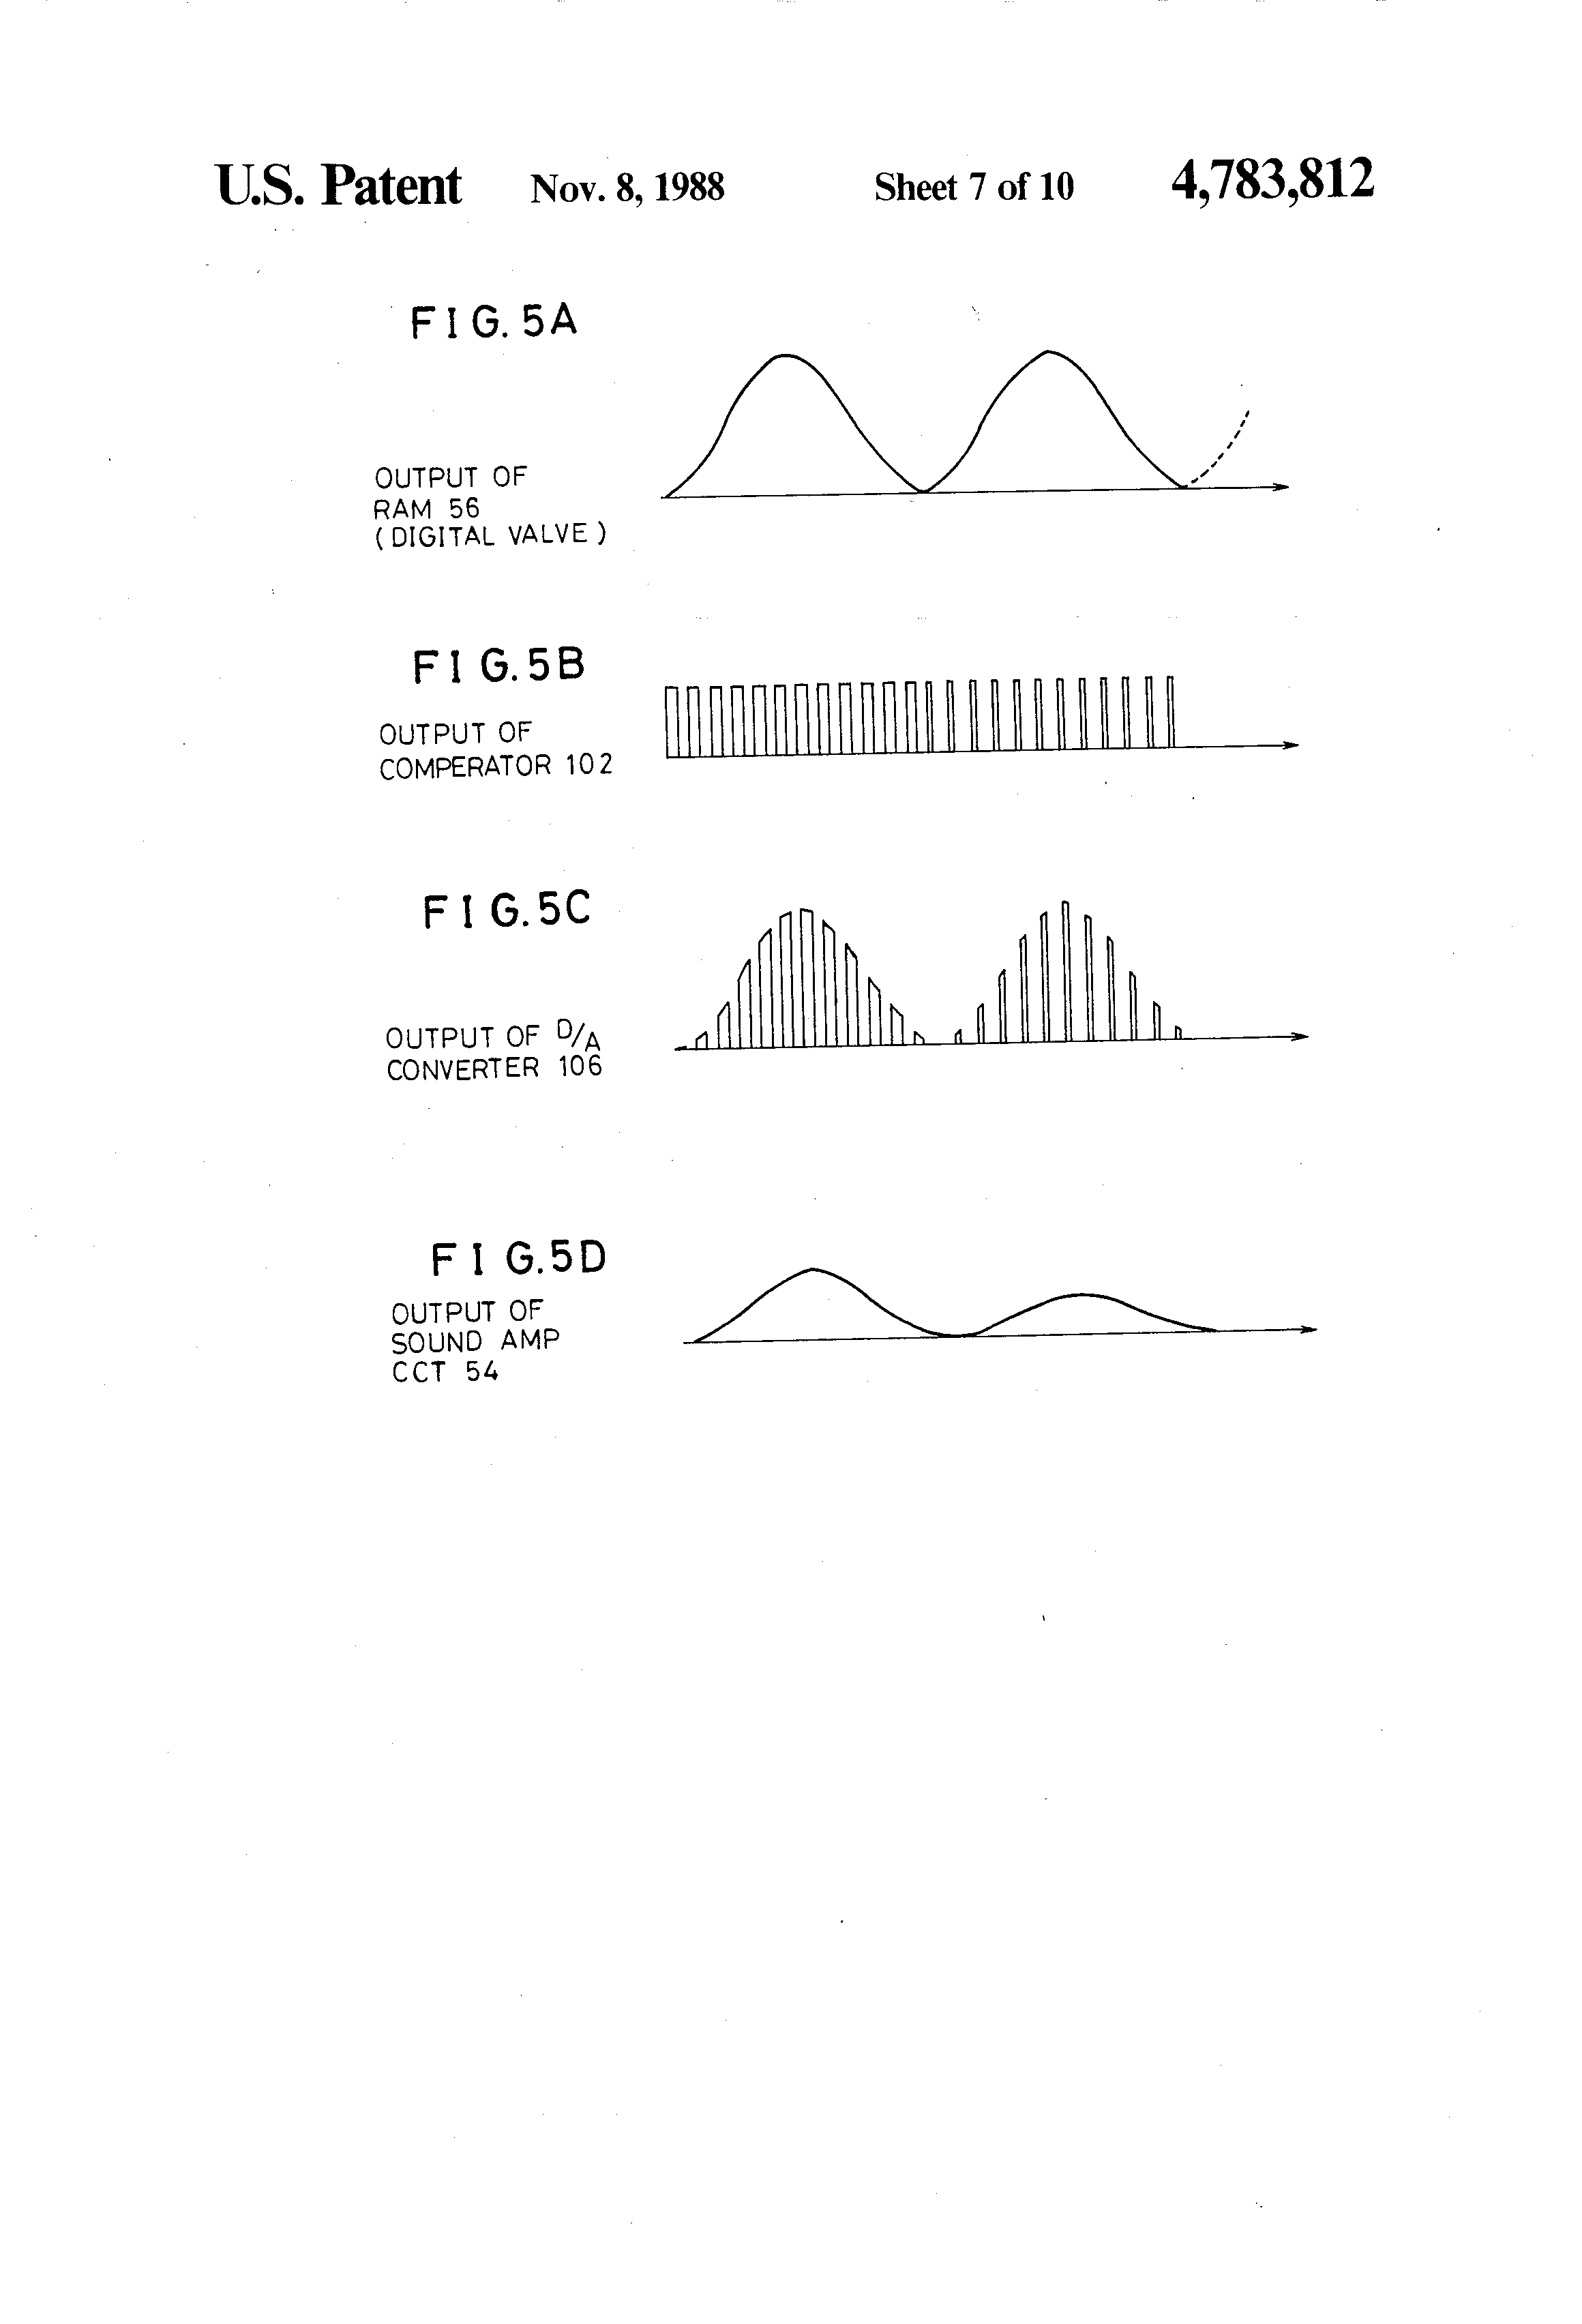 U.S. Patent Nov. 8, 1988 Sheet 7 of 10 4,783,812
FIG. 5A
OUTPUT OF
RAM 56
(DIGITAL VALVE)
FIG. 5B
OUTPUT OF
COMPERATOR 102
FIG. 5C
OUTPUT OF D/A
CONVERTER 106
FIG. 5D
OUTPUT OF
SOUND AMP
CCT 54